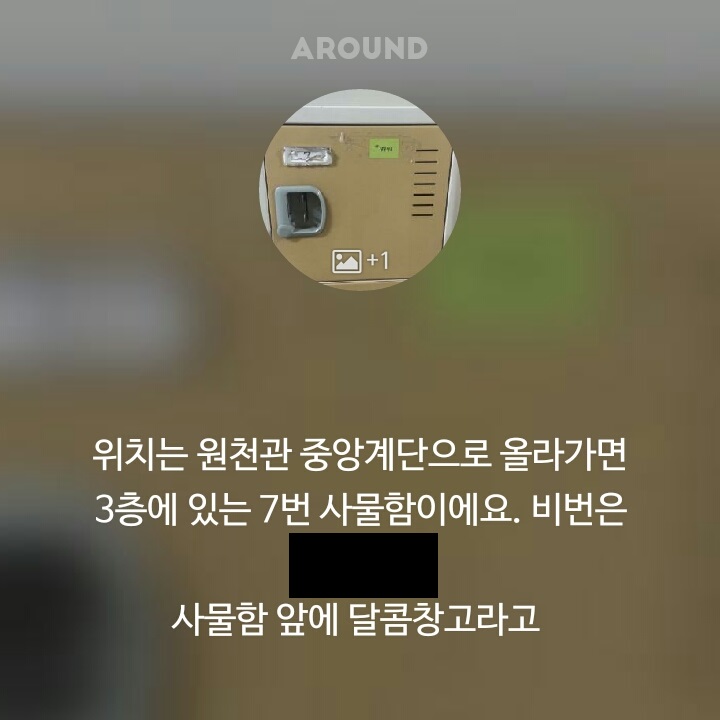 AROUND
+1
위치는 원천관 중앙계단으로 올라가면
3층에 있는 7번 사물함이에요. 비번은
사물함 앞에 달콤창고라고